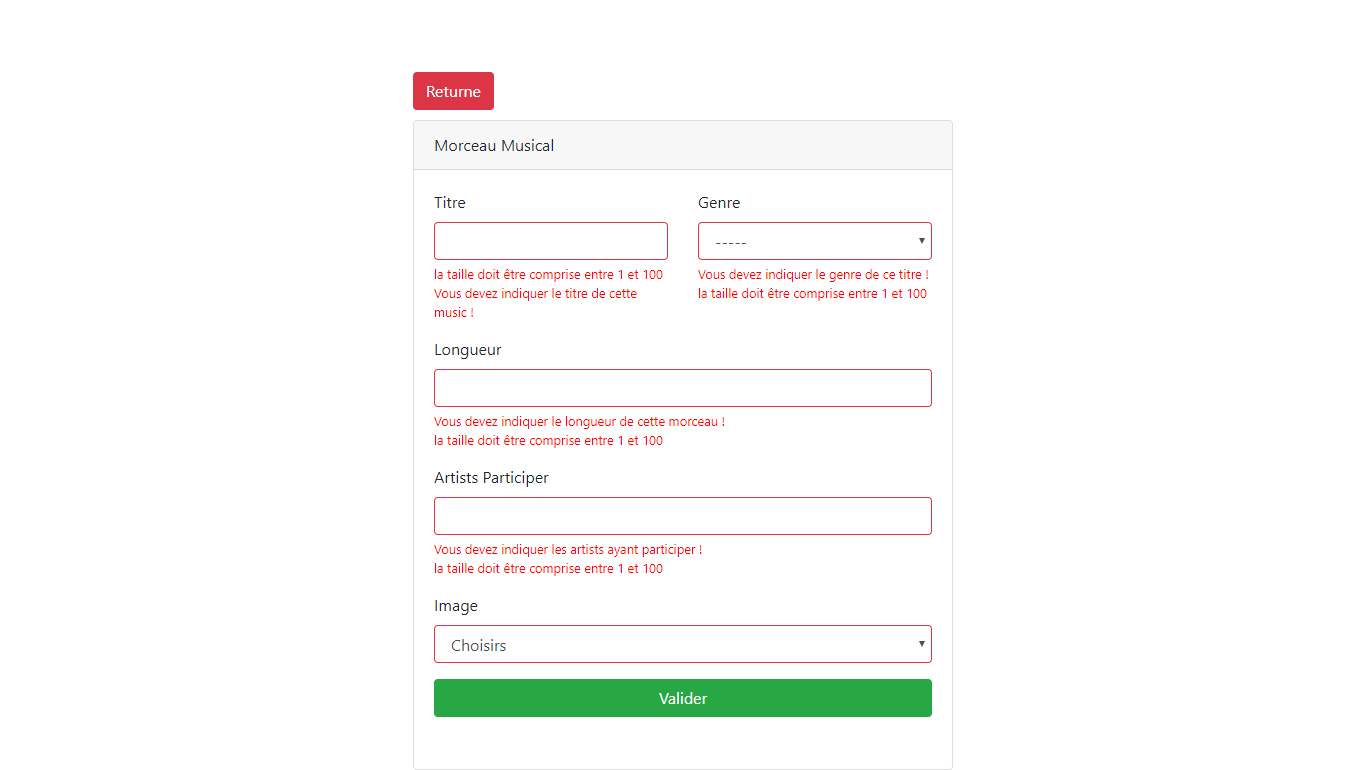 Returne
Morceau Musical
Titre
Genre
-----
la taille doit être comprise entre 1 et 100
Vous devez indiquer le titre de cette
music !
Vous devez indiquer le genre de ce titre !
la taille doit être comprise entre 1 et 100
Longueur
Vous devez indiquer le longueur de cette morceau !
la taille doit être comprise entre 1 et 100
Artists Participer
Vous devez indiquer les artists ayant participer !
la taille doit être comprise entre 1 et 100
Image
Choisirs
Valider